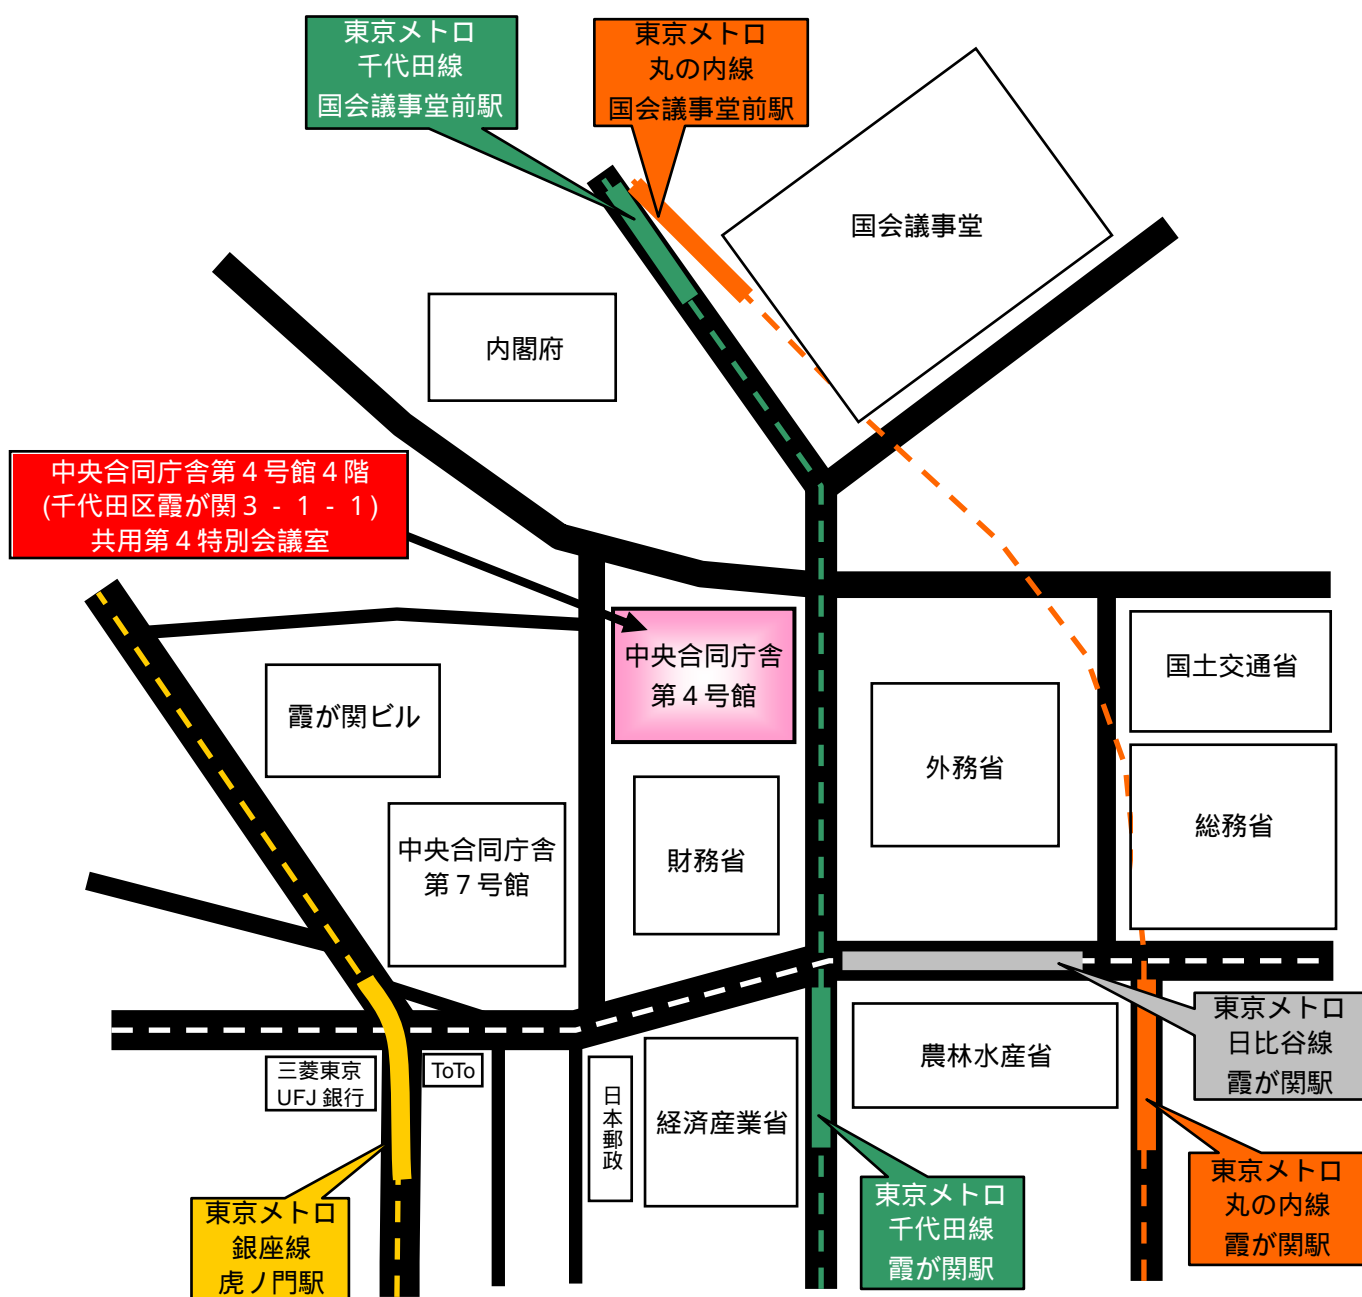 東京メトロ
千代田線
国会議事堂前駅
東京メトロ
丸の内線
国会議事堂前駅
国会議事堂
内閣府
中央合同庁舎第４号館４階
(千代田区霞が関３－１－１)
共用第４特別会議室
中央合同庁舎
第４号館
国土交通省
霞が関ビル
外務省
総務省
中央合同庁舎
第７号館
財務省
東京メトロ
日比谷線
霞が関駅
農林水産省
三菱東京
UFJ 銀行
ToTo
日本郵政
経済産業省
東京メトロ
銀座線
虎ノ門駅
東京メトロ
千代田線
霞が関駅
東京メトロ
丸の内線
霞が関駅